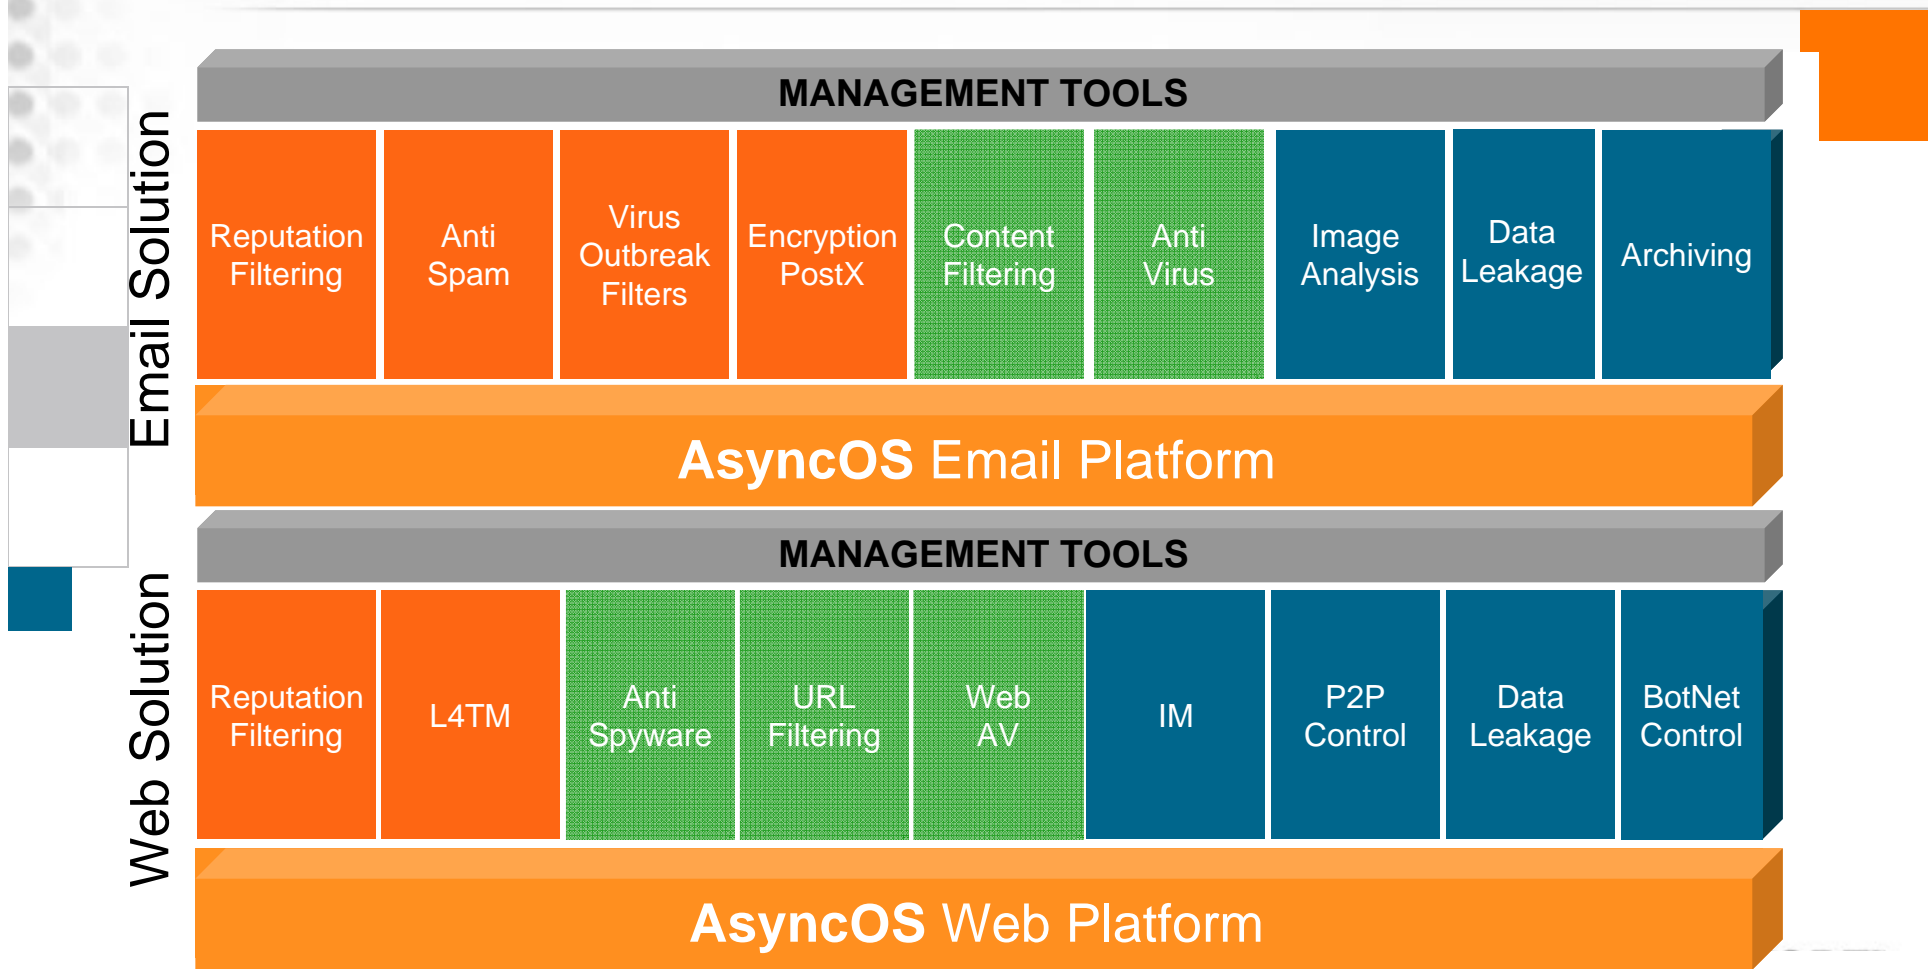 Email Solution
MANAGEMENT TOOLS
Reputation
Filtering
Anti
Spam
Virus
Outbreak
Filters
Encryption
PostX
Content
Filtering
Anti
Virus
Image
Analysis
Data
Leakage
Archiving
AsyncOS Email Platform
Web Solution
MANAGEMENT TOOLS
Reputation
Filtering
L4TM
Anti
Spyware
URL
Filtering
Web
AV
IM
P2P
Control
Data
Leakage
BotNet
Control
AsyncOS Web Platform